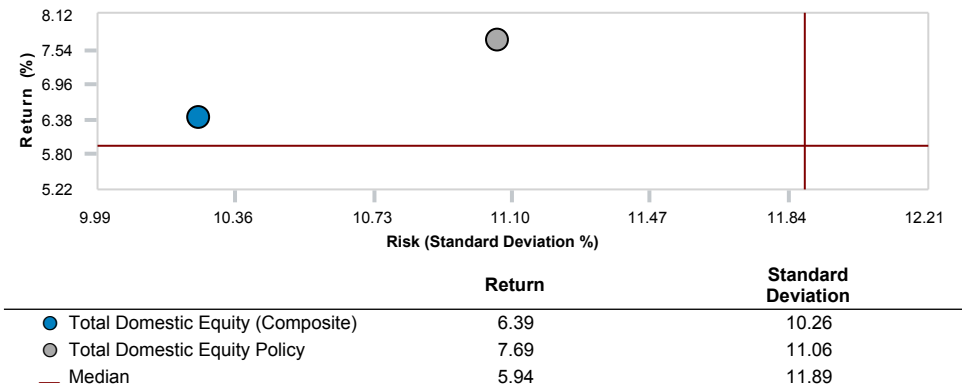 8.12
7.54
6.96
6.38
5.80
5.22
Return (%)
9.99 10.36 10.73 11.10 11.47 11.84 12.21
Risk (Standard Deviation %)
Return Standard Deviation
Total Domestic Equity (Composite) 6.39 10.26
Total Domestic Equity Policy 7.69 11.06
Median 5.94 11.89